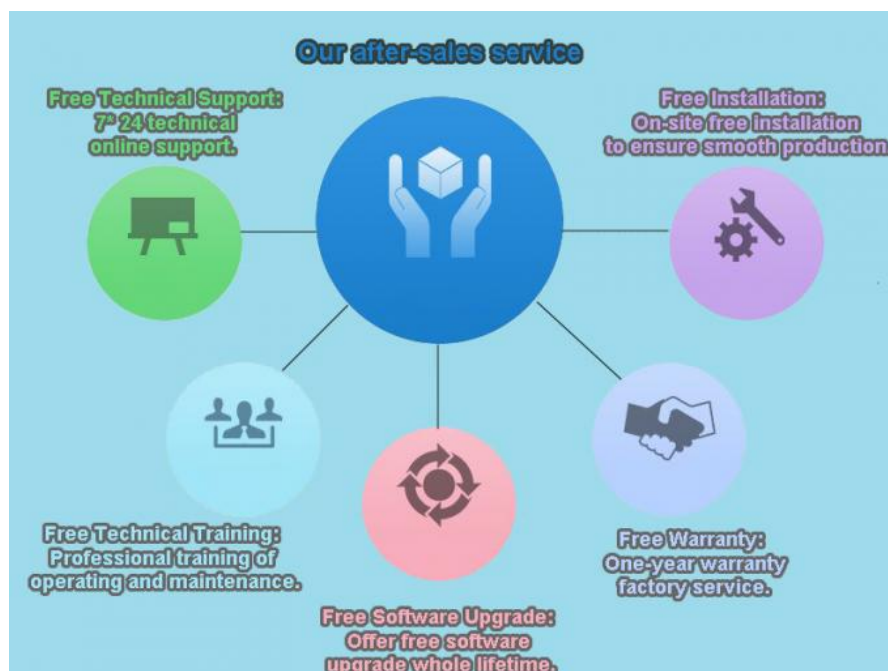 Our after-sales service
Free Technical Support:
7* 24 technical
online support.
Free Installation:
On-site free installation
to ensure smooth production
Free Technical Training:
Professional training of
operating and maintenance.
Free Software Upgrade:
Offer free software
upgrade whole lifetime.
Free Warranty:
One-year warranty
factory service.